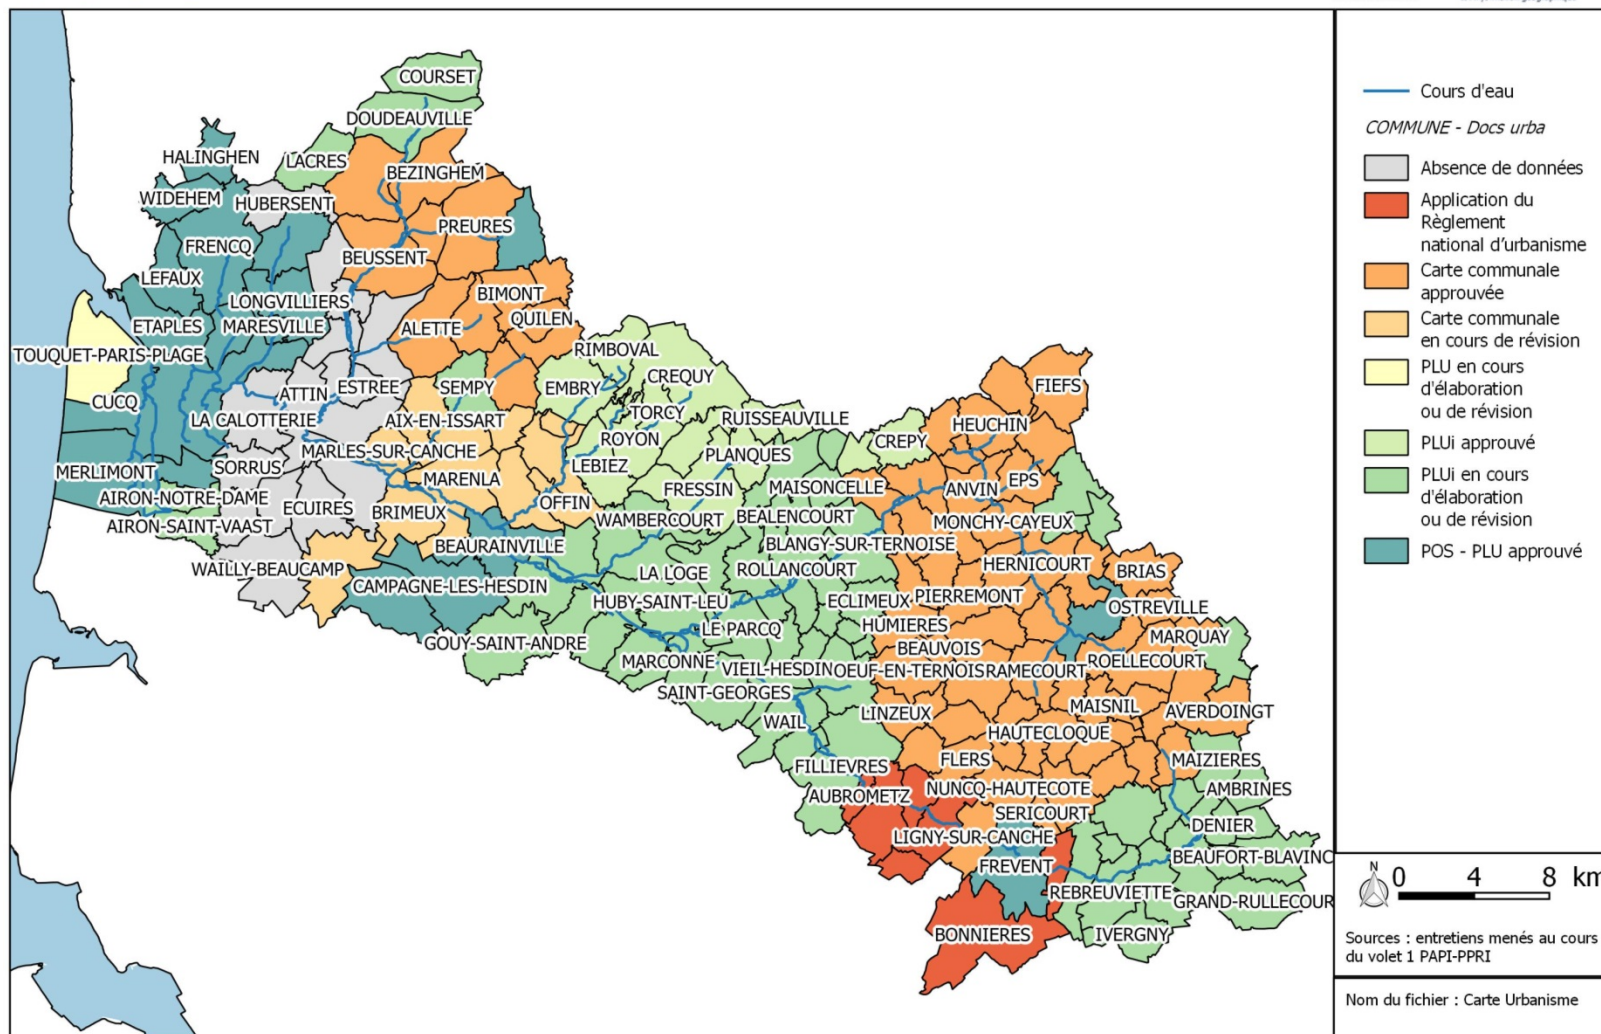 COURSET
DOUDEAUVILLE
HALINGHEN
LACRES
BEZINGHEM
WIDEHEM
HUBERSENT
PREURES
FRENCQ
BEUSSENT
LEFAUX
LONGVILLIERS
BIMONT
ETAPLES
MARESVILLE
ALETTE
QUILEN
TOUQUET-PARIS-PLAGE
RIMBOVAL
ATTIN
ESTREE
SEMPY
EMBRY
CREQUY
FIEFS
CUCQ
LA CALOTTERIE
AIX-EN-ISSART
TORCY
RUISSEAUVILLE
HEUCHIN
ROYON
CREPY
MARLES-SUR-CANCHE
PLANQUES
MERLIMONT
SORRUS
LEBIEZ
MARENLA
EPS
AIRON-NOTRE-DAME
FRESSIN
MAISONCELLE
ANVIN
ECUIRES
BRIMEUX
OFFIN
AIRON-SAINT-VAAST
WAMBERCOURT
BEALENCOURT
MONCHY-CAYEUX
BEAURAINVILLE
BLANGY-SUR-TERNOISE
WAILLY-BEAUCAMP
LA LOGE
ROLLANCOURT
HERNICOURT
BRIAS
CAMPAGNE-LES-HESDIN
HUBY-SAINT-LEU
ECLIMEUX
PIERREMONT
OSTREVILLE
LE PARCQ
HUMIERES
MARQUAY
GOUY-SAINT-ANDRE
BEAUVOIS
MARCONNE
VIEIL-HESDIN
OEUF-EN-TERNOIS
RAMECOURT
ROELLECOURT
SAINT-GEORGES
WAIL
LINZEUX
MAISNIL
AVERDOINGT
HAUTECLOQUE
FILLIEVRES
FLERS
MAIZIERES
AUBROMETZ
NUNCQ-HAUTECOTE
AMBRINES
SERICOURT
LIGNY-SUR-CANCHE
DENIER
FREVENT
BEAUFORT-BLAVINC
REBREUVIETTE
GRAND-RULLECOUR
BONNIERES
IVERGNY
Cours d'eau
COMMUNE - Docs urba
Absence de données
Application du
Règlement
national d'urbanisme
Carte communale
approuvée
Carte communale
en cours de révision
PLU en cours
d'élaboration
ou de révision
PLUi approuvé
PLUi en cours
d'élaboration
ou de révision
POS - PLU approuvé
N
0 4 8 km
Sources : entretiens menés au cours
du volet 1 PAPI-PPRI
Nom du fichier : Carte Urbanisme